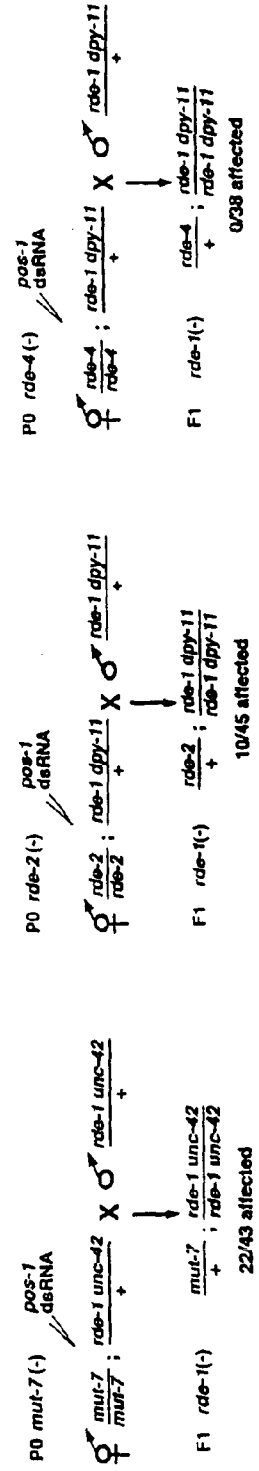 P0 mut-7(-)
pos-1
dsRNA
mut-7
mut-7
;
rde-1 unc-42
+
X
rde-1 unc-42
+
F1 rde-1(-)
mut-7
+
;
rde-1 unc-42
rde-1 unc-42
22/43 affected
P0 rde-2(-)
pos-1
dsRNA
rde-2
rde-2
;
rde-1 dpy-11
+
X
rde-1 dpy-11
+
F1 rde-1(-)
rde-2
+
;
rde-1 dpy-11
rde-1 dpy-11
10/45 affected
P0 rde-4(-)
pos-1
dsRNA
rde-4
rde-4
;
rde-1 dpy-11
+
X
rde-1 dpy-11
+
F1 rde-1(-)
rde-4
+
;
rde-1 dpy-11
rde-1 dpy-11
0/38 affected